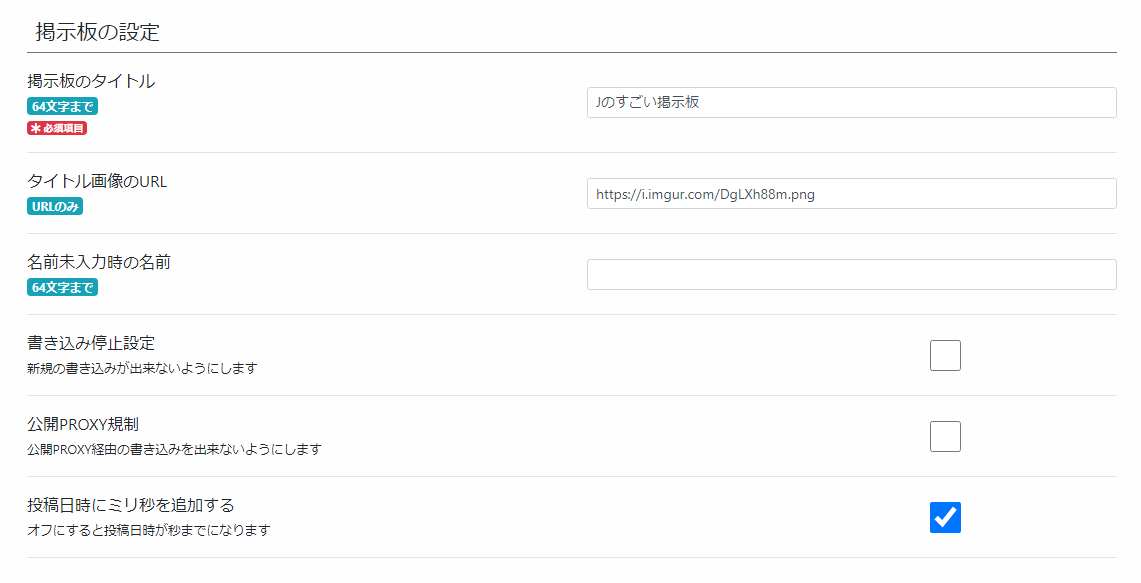 掲示板の設定
掲示板のタイトル
64文字まで
＊必須項目
Jのすごい掲示板
タイトル画像のURL
URLのみ
https://i.imgur.com/DgLXh88m.png
名前未入力時の名前
64文字まで
書き込み停止設定
新規の書き込みが出来ないようにします
公開PROXY規制
公開PROXY経由の書き込みを出来ないようにします
投稿日時にミリ秒を追加する
オフにすると投稿日時が秒までになります